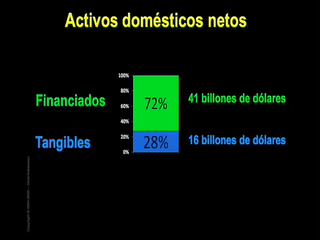 Activos domésticos netos
100%
80%
60%
40%
20%
0%
Financiados
72%
41 billones de dólares
Tangibles
28%
16 billones de dólares